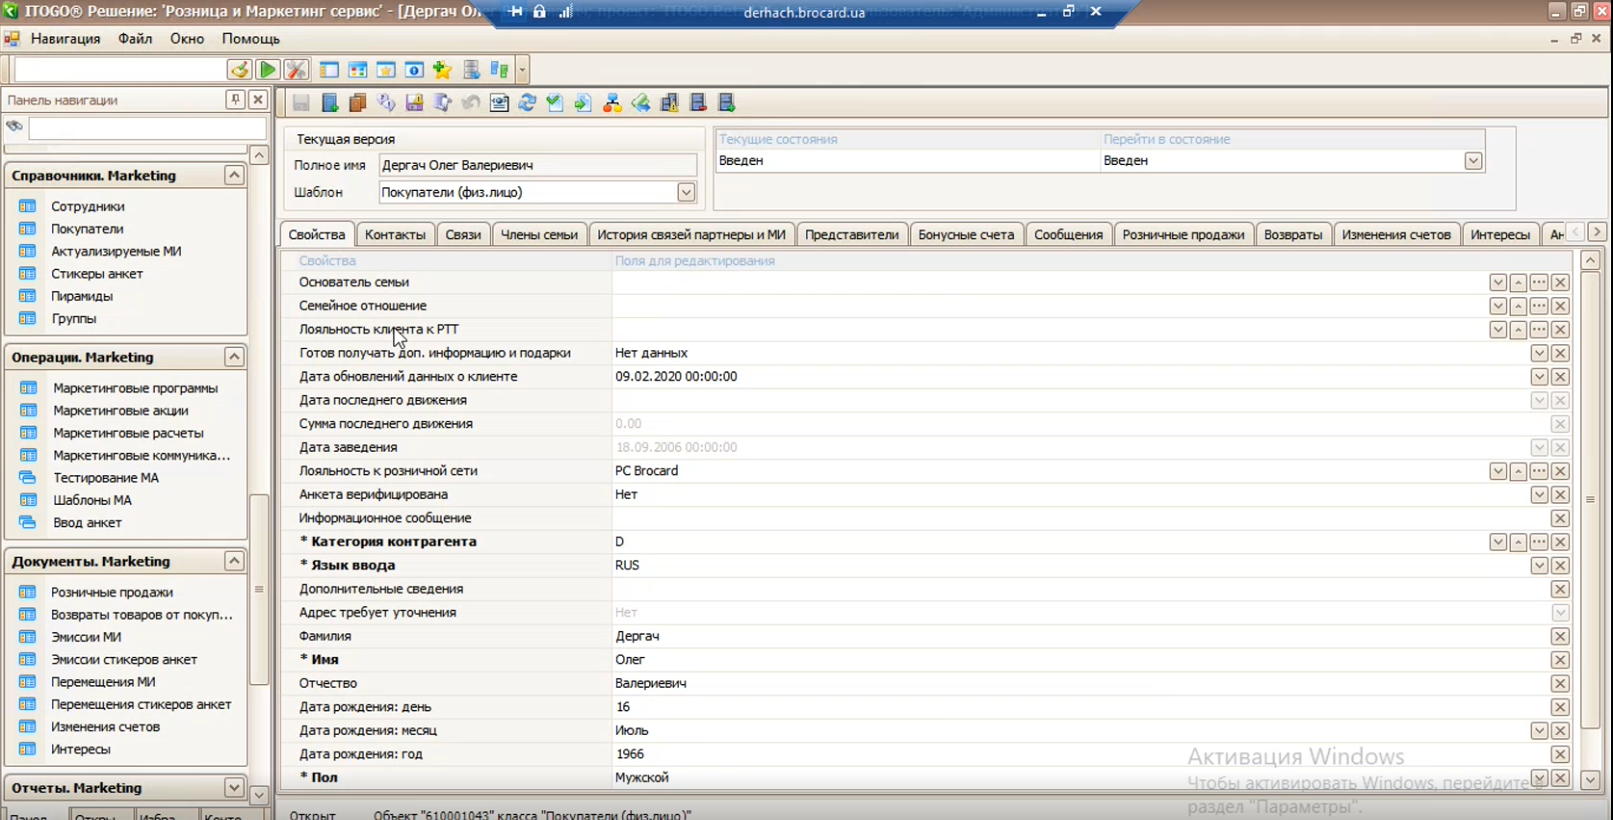 ITOGO® Решение: 'Розница и Маркетинг сервис' - [Дергач Олег
derhach.brocard.ua
Навигация Файл Окно Помощь
Панель навигации
Справочники. Marketing
Сотрудники
Покупатели
Актуализируемые МИ
Стикеры анкет
Пирамиды
Группы
Операции. Marketing
Маркетинговые программы
Маркетинговые акции
Маркетинговые расчеты
Маркетинговые коммуника...
Тестирование МА
Шаблоны МА
Ввод анкет
Документы. Marketing
Розничные продажи
Возвраты товаров от покуп...
Эмиссии МИ
Эмиссии стикеров анкет
Перемещения МИ
Перемещения стикеров анкет
Изменения счетов
Интересы
Отчеты. Marketing
Текущая версия
Полное имя Дергач Олег Валериевич
Шаблон Покупатели (физ.лицо)
Текущие состояния Перейти в состояние
Введен Введен
Свойства Контакты Связи Члены семьи История связей партнеры и МИ Представители Бонусные счета Сообщения Розничные продажи Возвраты Изменения счетов Интересы Ан
Свойства Поля для редактирования
Основатель семьи
Семейное отношение
Лояльность клиента к РТТ
Готов получать доп. информацию и подарки Нет данных
Дата обновлений данных о клиенте 09.02.2020 00:00:00
Дата последнего движения
Сумма последнего движения 0.00
Дата заведения 18.09.2006 00:00:00
Лояльность к розничной сети РС Brocard
Анкета верифицирована Нет
Информационное сообщение
* Категория контрагента D
* Язык ввода RUS
Дополнительные сведения
Адрес требует уточнения Нет
Фамилия Дергач
* Имя Олег
Отчество Валериевич
Дата рождения: день 16
Дата рождения: месяц Июль
Дата рождения: год 1966
* Пол Мужской
Активация Windows
Чтобы активировать Windows, перейдите в
раздел "Параметры".
Открыт Объект "610001043" класса "Покупатели (физ.лицо)"